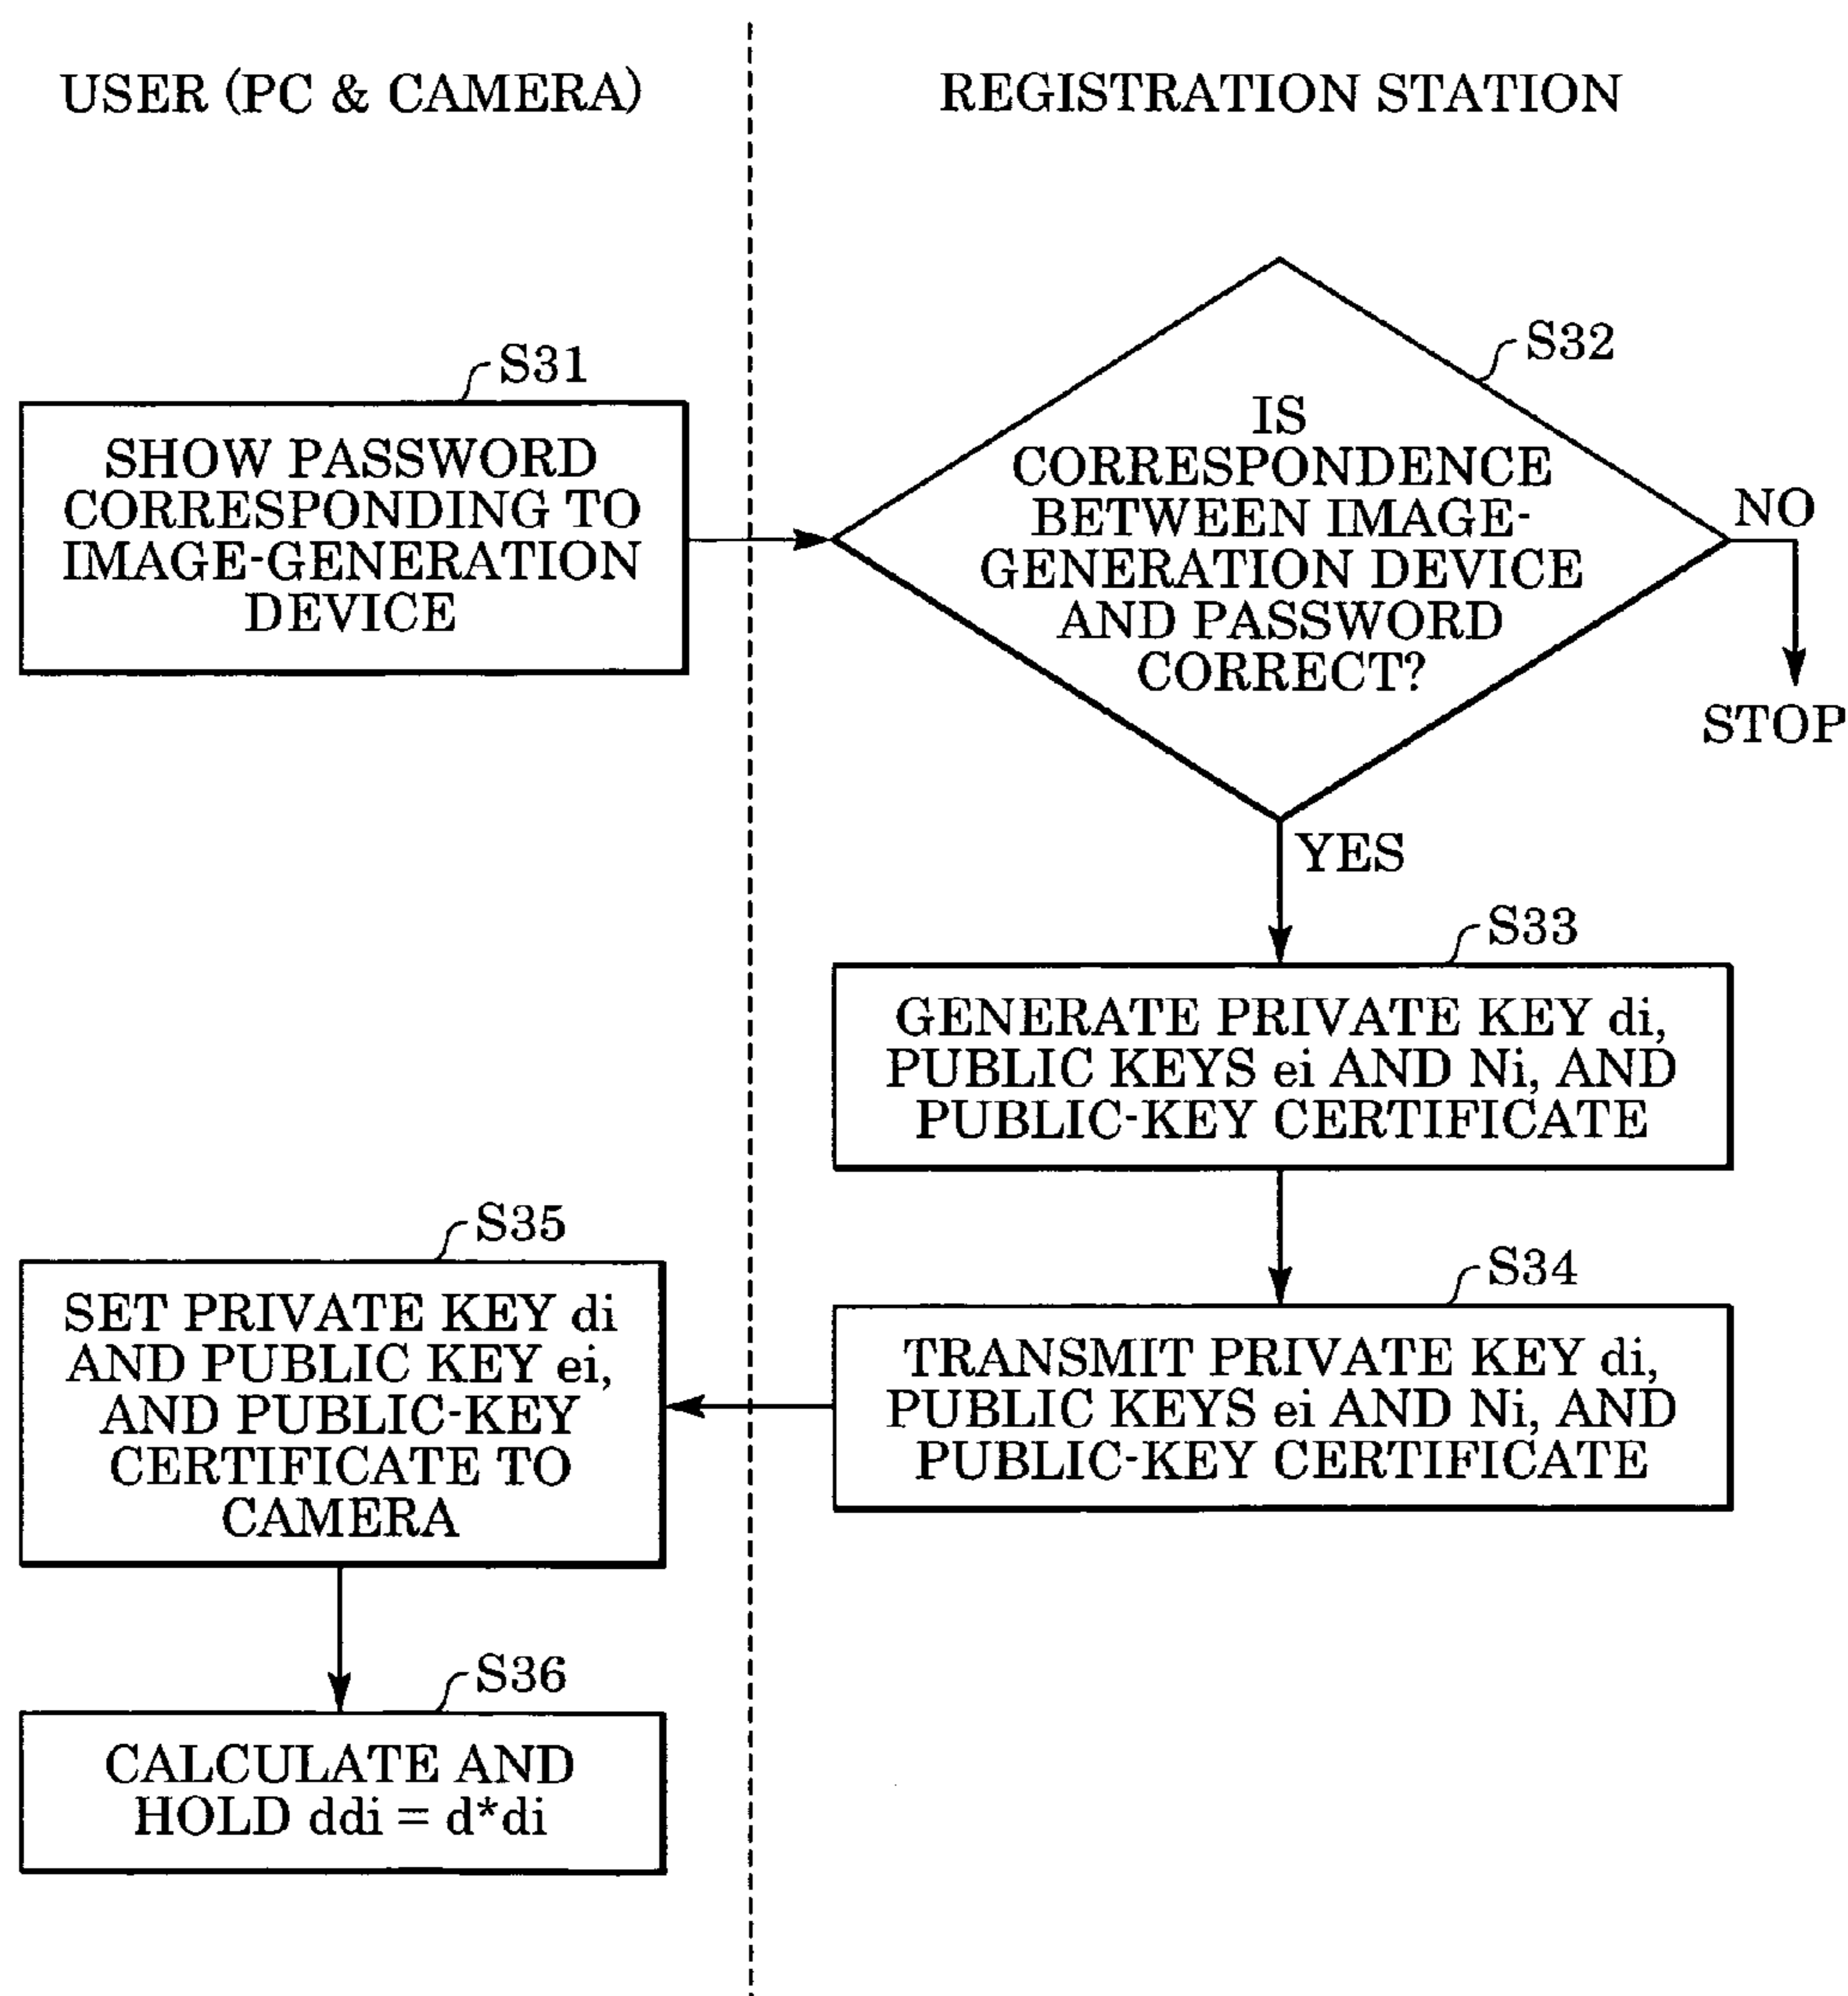 USER (PC & CAMERA)
REGISTRATION STATION
S31
SHOW PASSWORD
CORRESPONDING TO
IMAGE-GENERATION
DEVICE
S32
IS
CORRESPONDENCE
BETWEEN IMAGE-
GENERATION DEVICE
AND PASSWORD
CORRECT?
NO
STOP
YES
S33
GENERATE PRIVATE KEY di,
PUBLIC KEYS ei AND Ni, AND
PUBLIC-KEY CERTIFICATE
S34
TRANSMIT PRIVATE KEY di,
PUBLIC KEYS ei AND Ni, AND
PUBLIC-KEY CERTIFICATE
S35
SET PRIVATE KEY di
AND PUBLIC KEY ei,
AND PUBLIC-KEY
CERTIFICATE TO
CAMERA
S36
CALCULATE AND
HOLD ddi = d*di